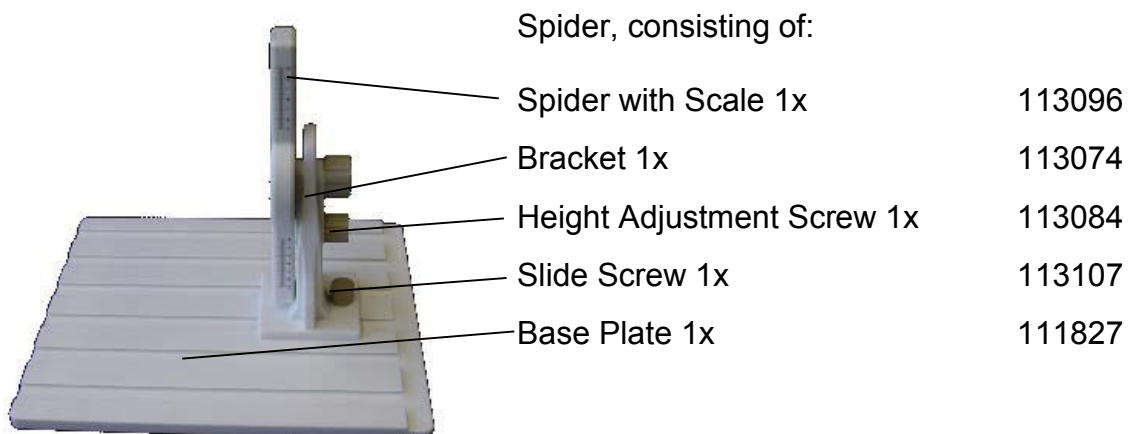 Spider, consisting of:
Spider with Scale 1x 113096
Bracket 1x 113074
Height Adjustment Screw 1x 113084
Slide Screw 1x 113107
Base Plate 1x 111827